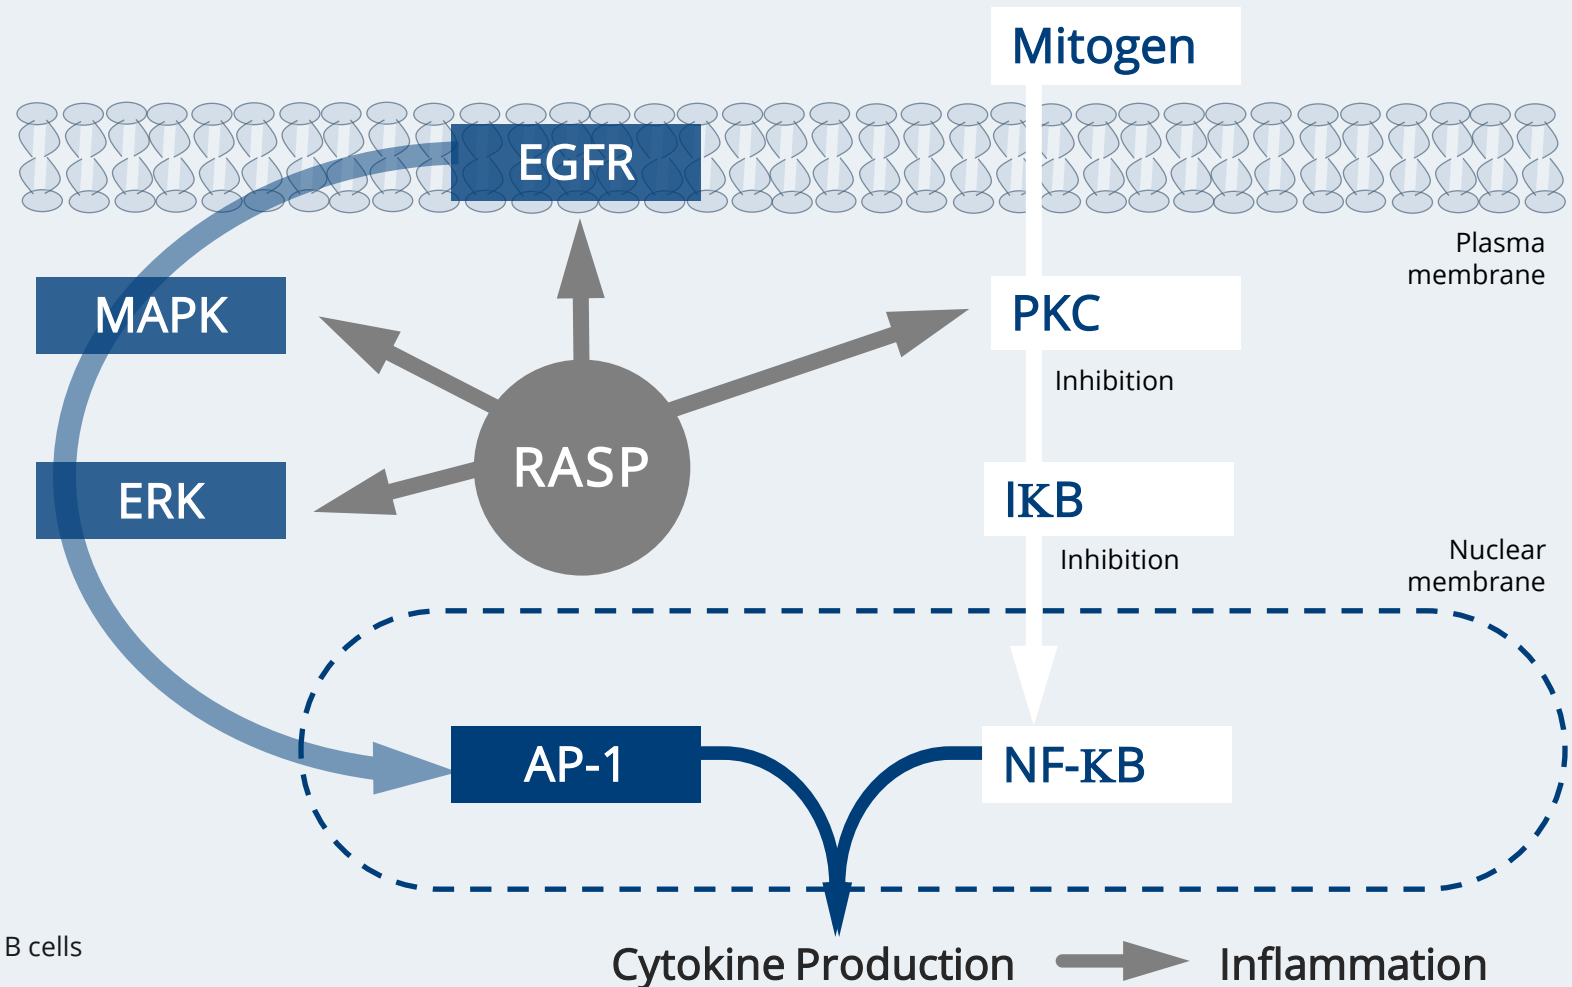 Mitogen
EGFR
Plasma
membrane
MAPK
PKC
Inhibition
RASP
ERK
IKB
Inhibition
Nuclear
membrane
AP-1
NF-KB
B cells
Cytokine Production
Inflammation